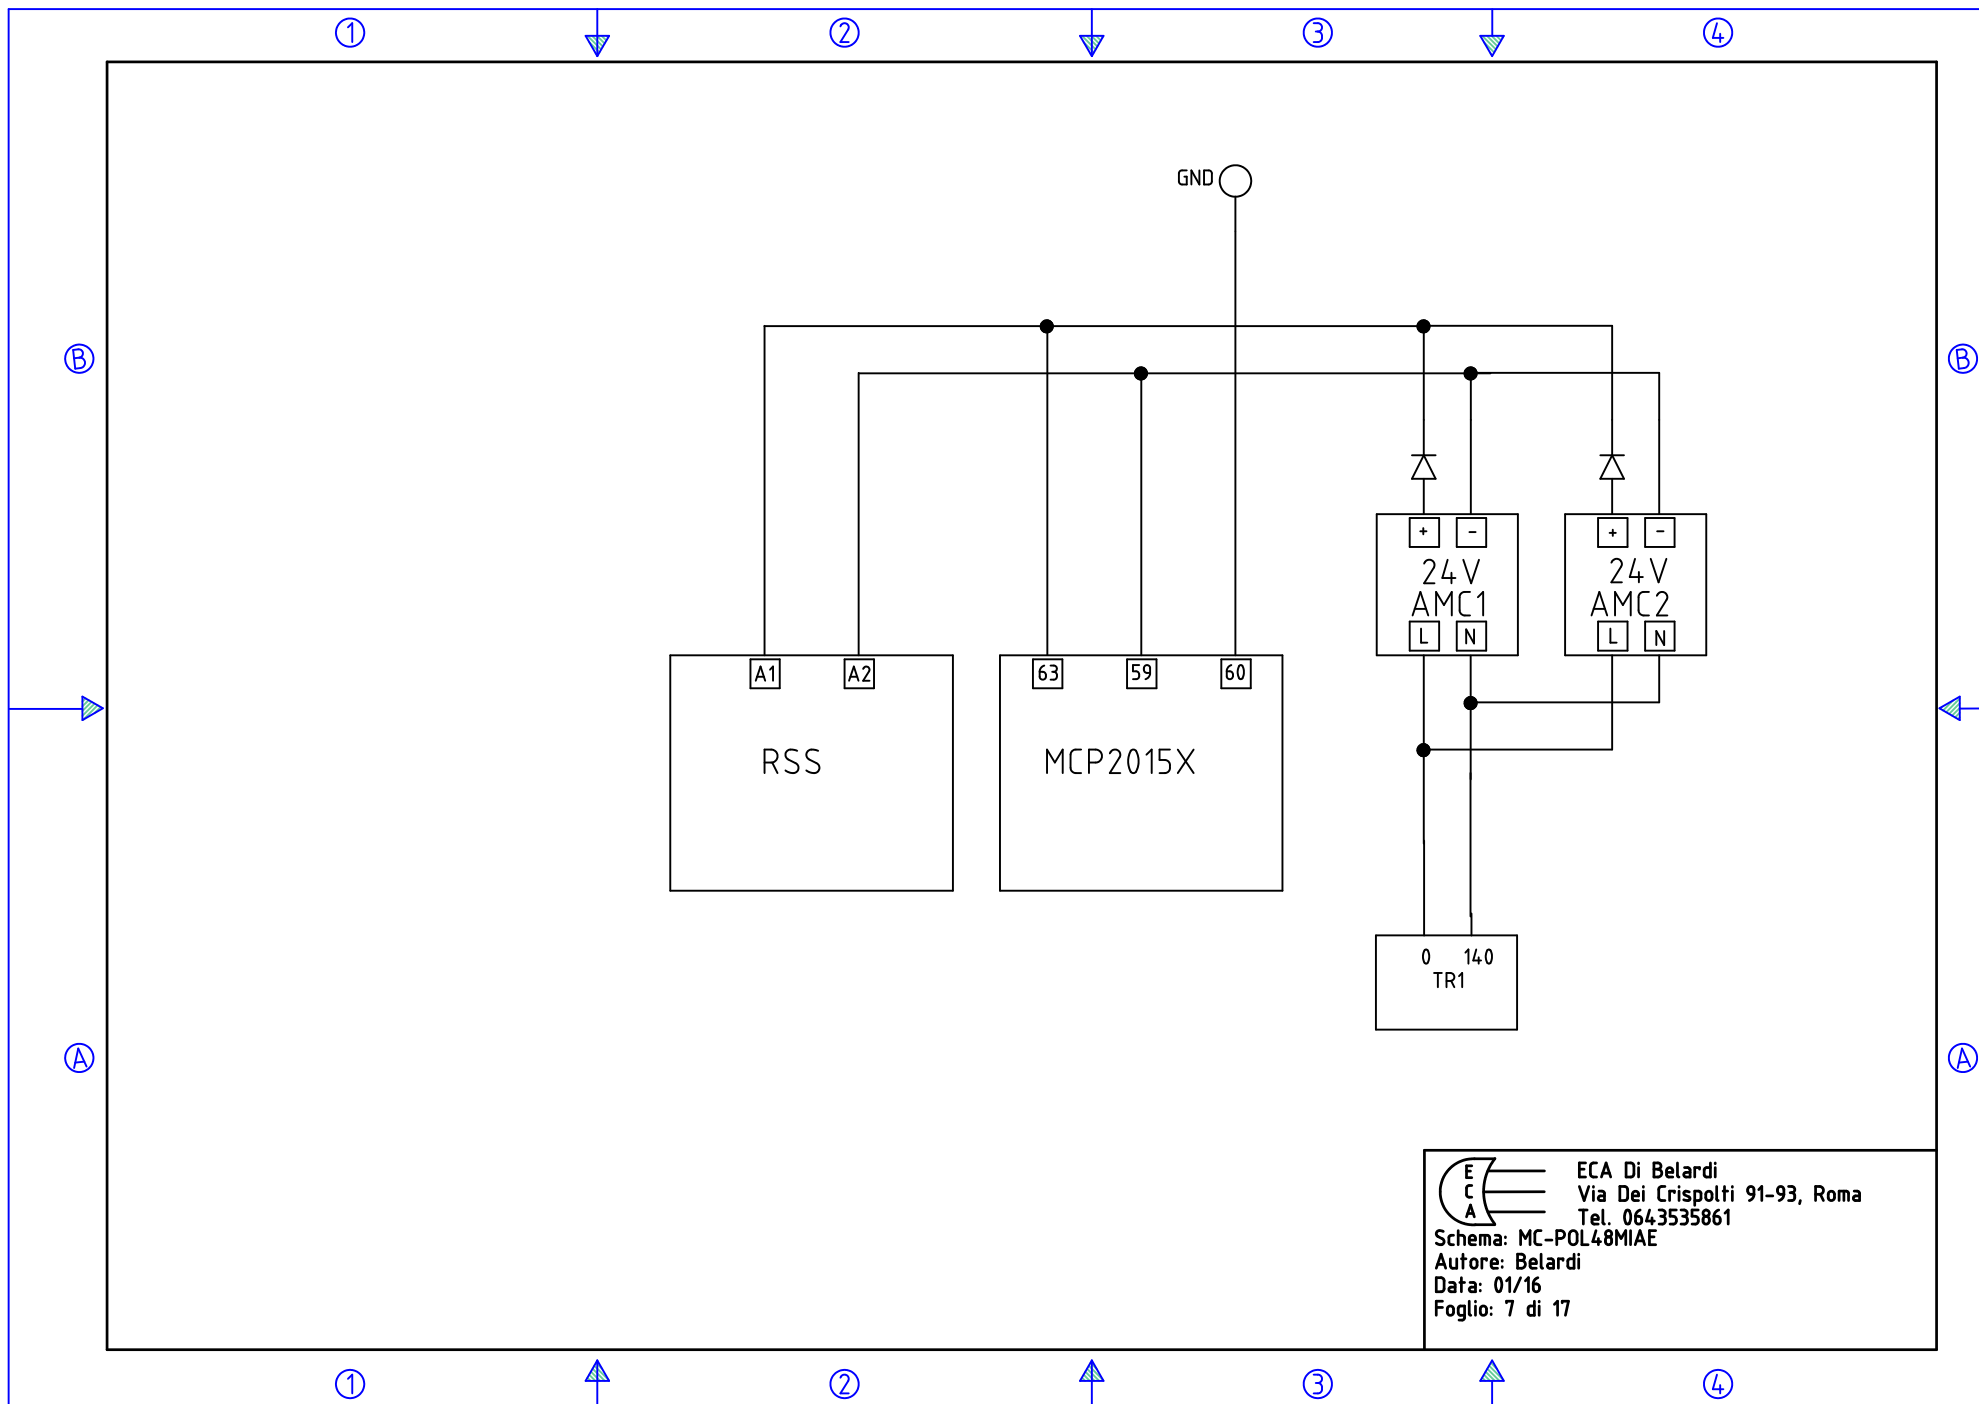 1 2 3 4
GND
B B
+ - + -
24V 24V
AMC1 AMC2
L N L N
A1 A2 63 59 60
RSS MCP2015X
0 140
TR1
A A
E
C
A
ECA Di Belardi
Via Dei Crispolti 91-93, Roma
Tel. 0643535861
Schema: MC-POL48MIAE
Autore: Belardi
Data: 01/16
Foglio: 7 di 17
1 2 3 4